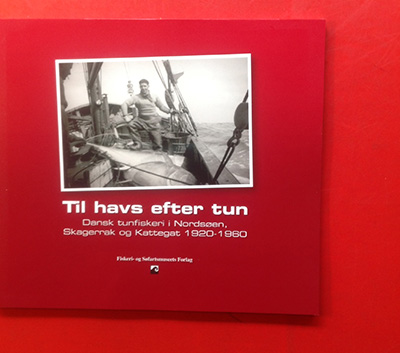 Til havs efter tun
Dansk tunfiskeri i Nordsøen,
Skagerrak og Kattegat 1920-1960
Fiskeri- og Søfartsmuseets Forlag